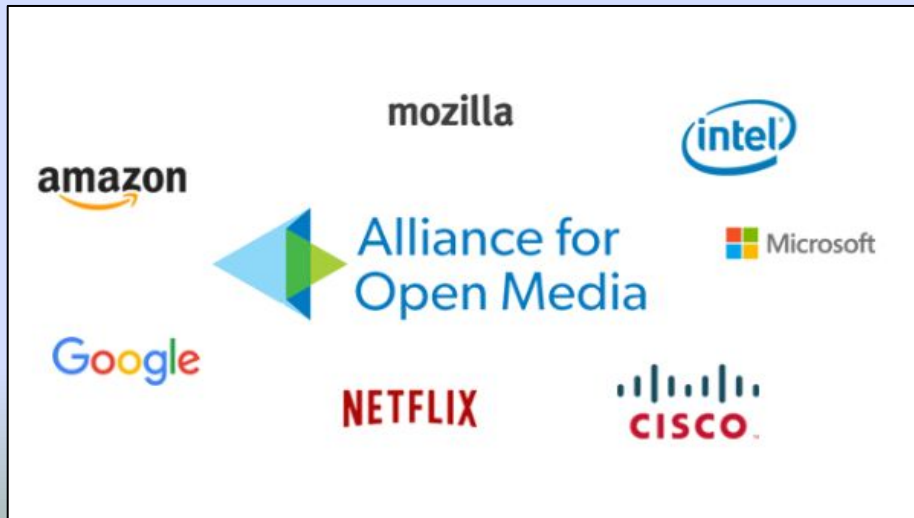 mozilla
intel
amazon
Alliance for
Open Media
Microsoft
Google
NETFLIX
CISCO